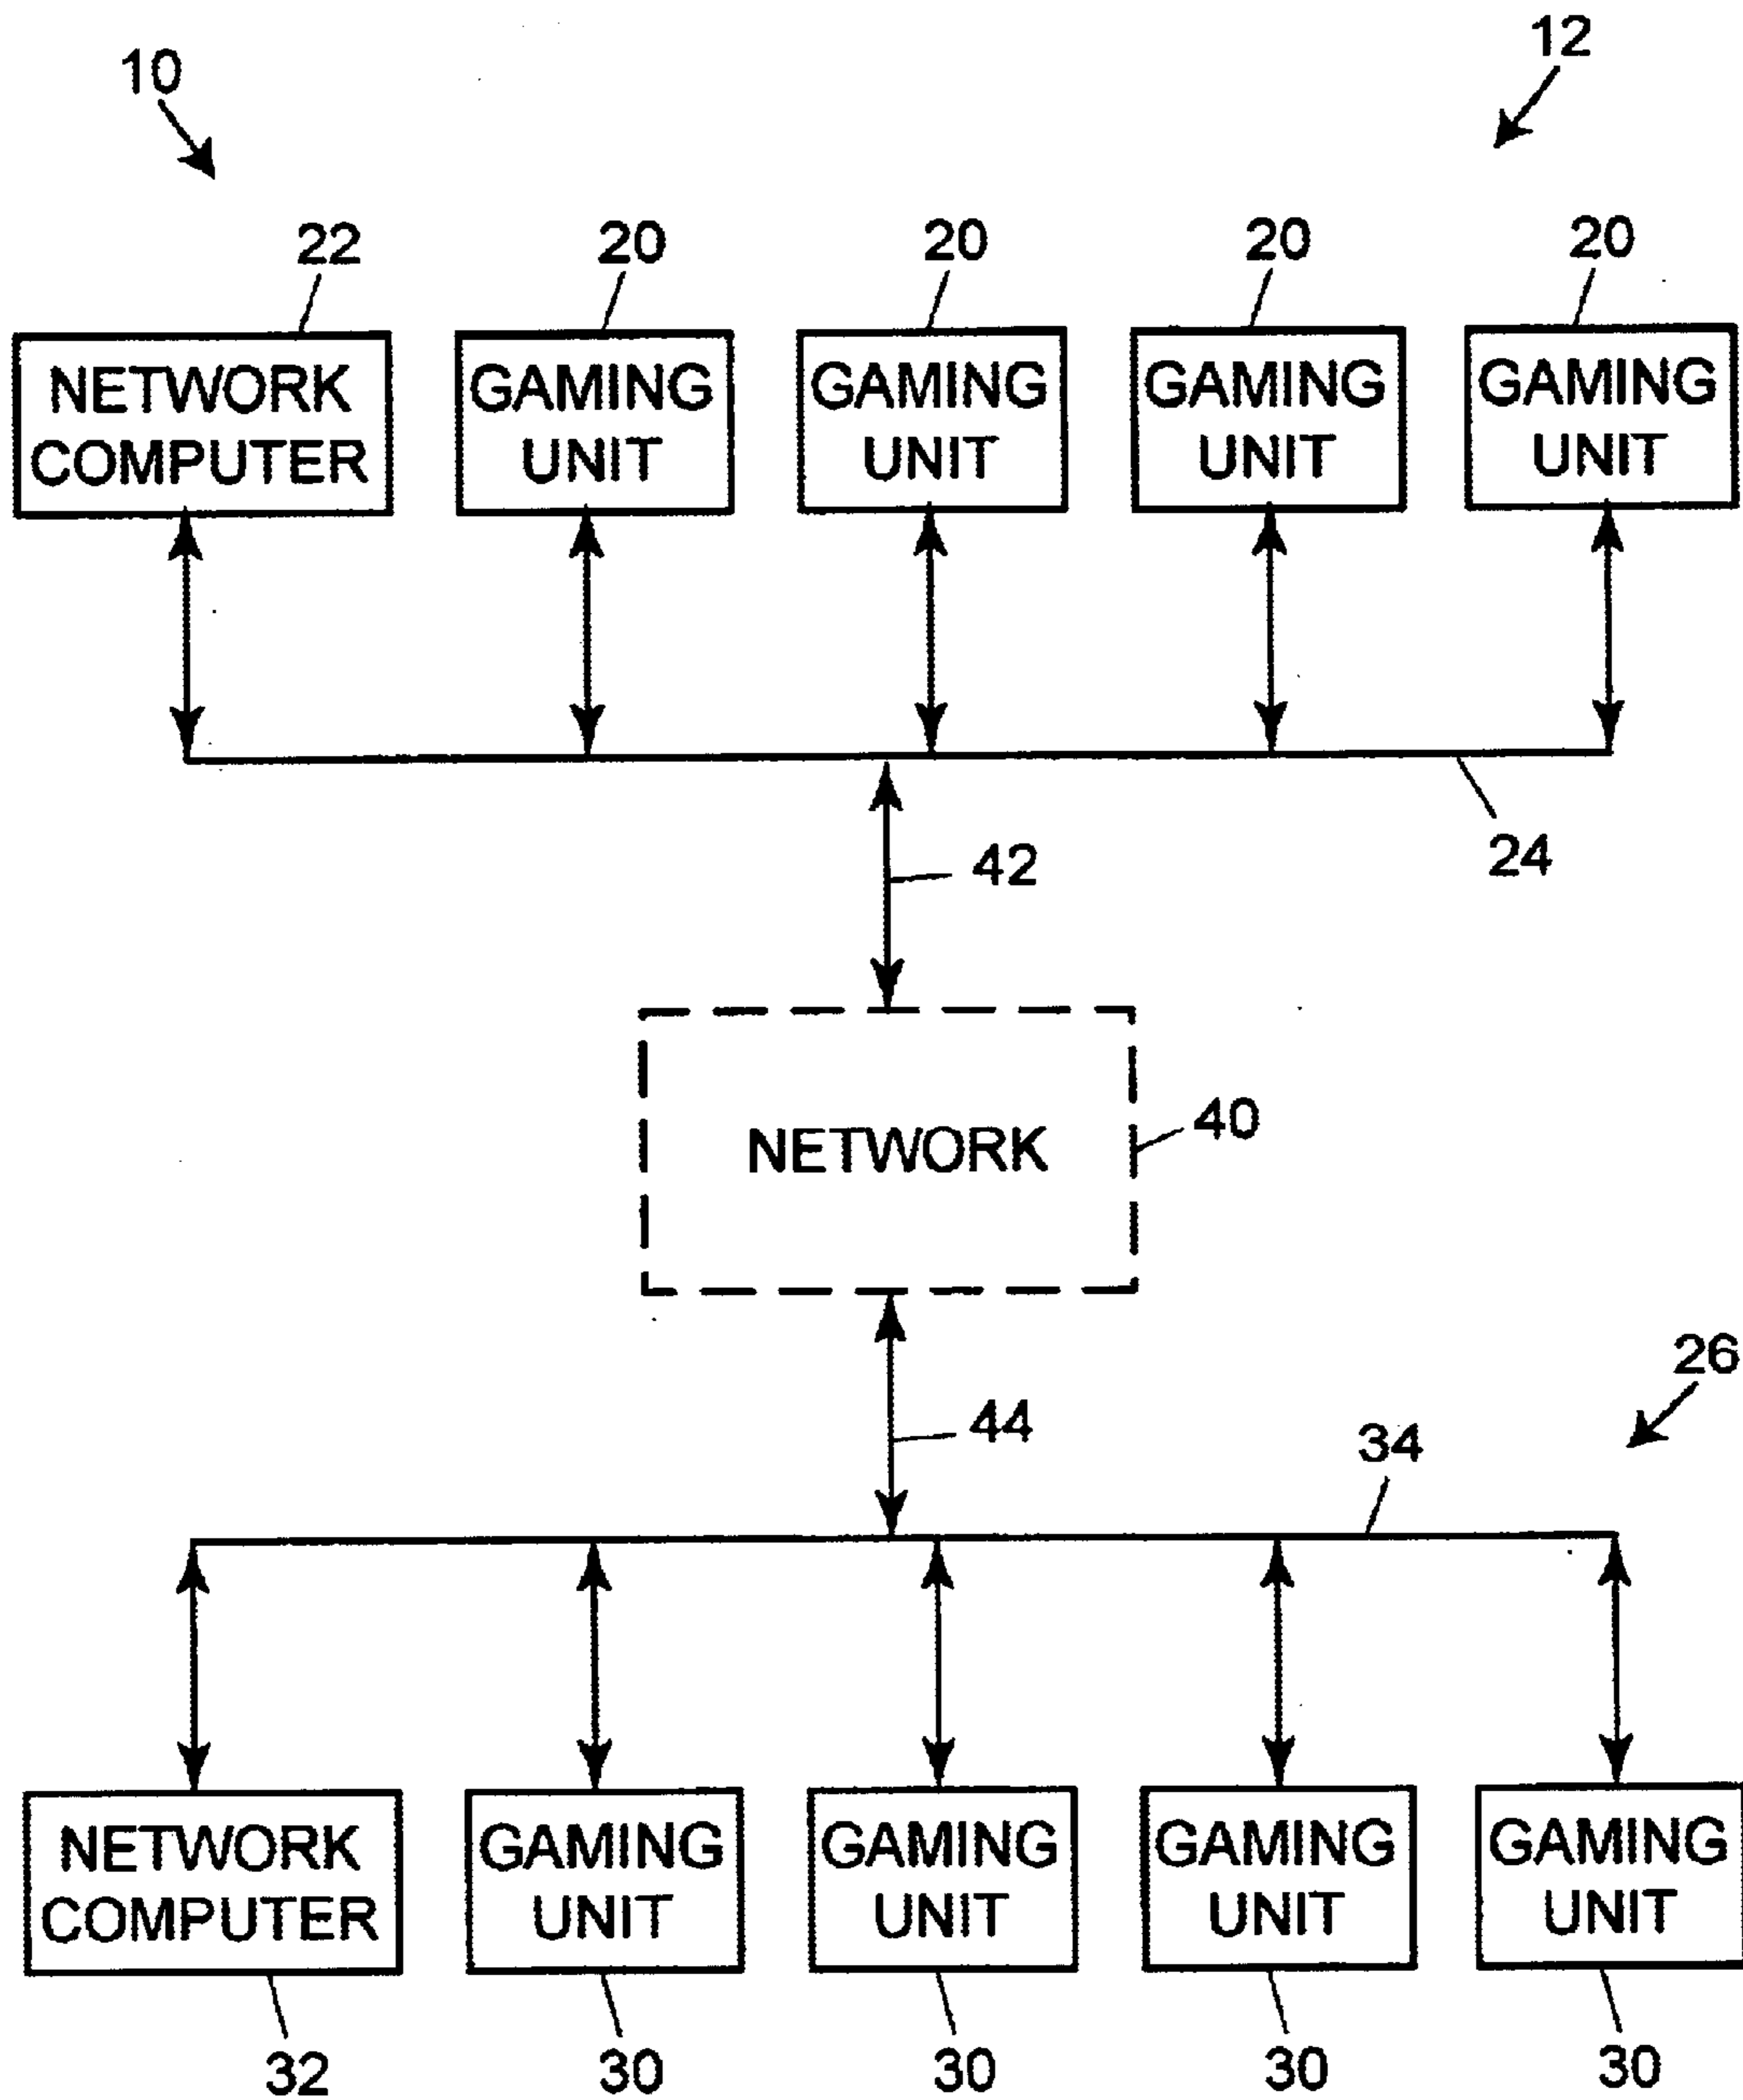 10
12
22
20
20
20
20
NETWORK
COMPUTER
GAMING
UNIT
GAMING
UNIT
GAMING
UNIT
GAMING
UNIT
24
42
NETWORK
40
26
44
34
NETWORK
COMPUTER
GAMING
UNIT
GAMING
UNIT
GAMING
UNIT
GAMING
UNIT
32
30
30
30
30